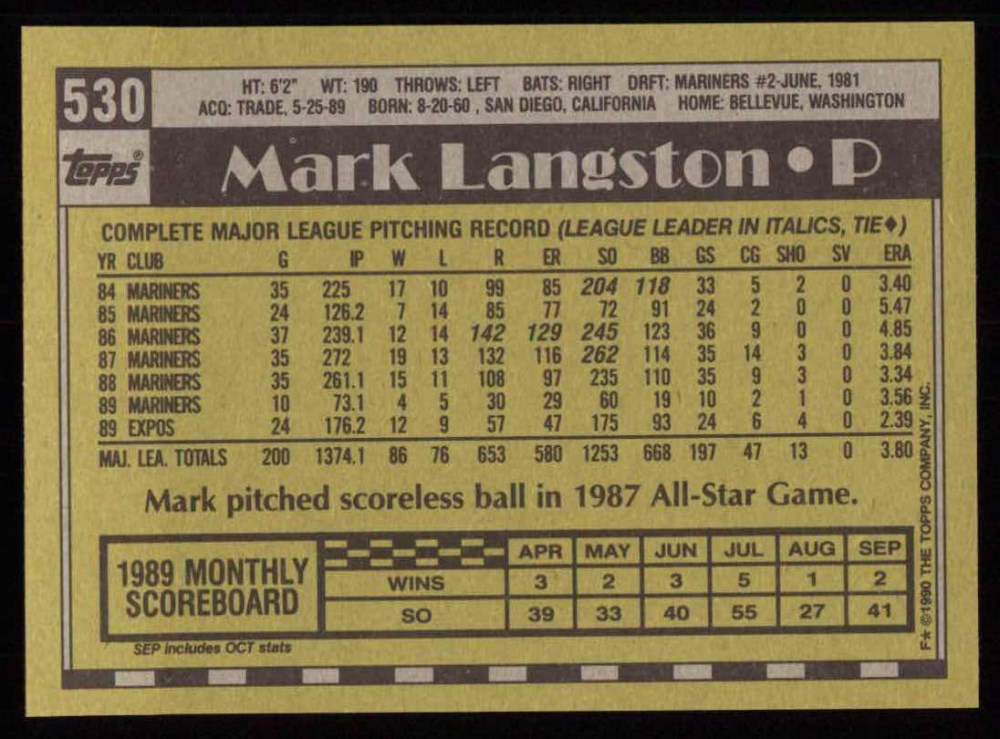 530
HT: 6'2" WT: 190 THROWS: LEFT BATS: RIGHT DRFT: MARINERS #2-JUNE, 1981
ACQ: TRADE, 5-25-89 BORN: 8-20-60 , SAN DIEGO, CALIFORNIA HOME: BELLEVUE, WASHINGTON
topps®
Mark Langston • P
COMPLETE MAJOR LEAGUE PITCHING RECORD (LEAGUE LEADER IN ITALICS, TIE♦)
YR CLUB G IP W L R ER SO BB GS CG SHO SV ERA
84 MARINERS 35 225 17 10 99 85 204 118 33 5 2 0 3.40
85 MARINERS 24 126.2 7 14 85 77 72 91 24 2 0 0 5.47
86 MARINERS 37 239.1 12 14 142 129 245 123 36 9 0 0 4.85
87 MARINERS 35 272 19 13 132 116 262 114 35 14 3 0 3.84
88 MARINERS 35 261.1 15 11 108 97 235 110 35 9 3 0 3.34
89 MARINERS 10 73.1 4 5 30 29 60 19 10 2 1 0 3.56
89 EXPOS 24 176.2 12 9 57 47 175 93 24 6 4 0 2.39
MAJ. LEA. TOTALS 200 1374.1 86 76 653 580 1253 668 197 47 13 0 3.80
Mark pitched scoreless ball in 1987 All-Star Game.
1989 MONTHLY
SCOREBOARD
APR MAY JUN JUL AUG SEP
WINS 3 2 3 5 1 2
SO 39 33 40 55 27 41
SEP includes OCT stats
F★ ©1990 THE TOPPS COMPANY, INC.